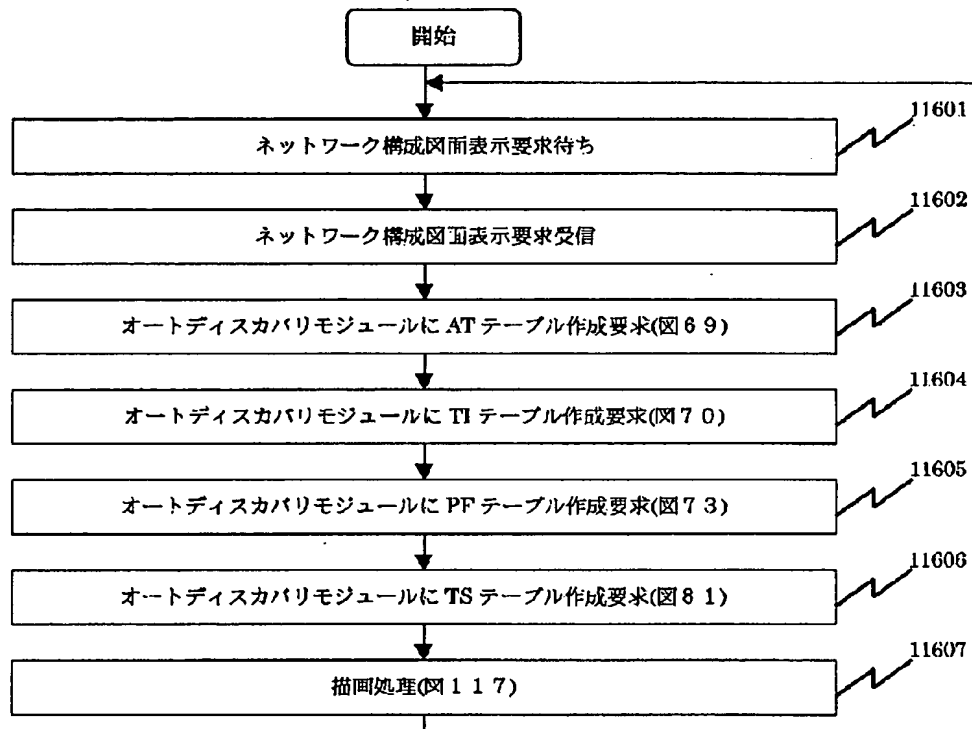 開始
11601
ネットワーク構成図面表示要求待ち
11602
ネットワーク構成図面表示要求受信
11603
オートディスカバリモジュールに AT テーブル作成要求(図69)
11604
オートディスカバリモジュールに TI テーブル作成要求(図70)
11605
オートディスカバリモジュールに PF テーブル作成要求(図73)
11606
オートディスカバリモジュールに TS テーブル作成要求(図81)
11607
描画処理(図117)